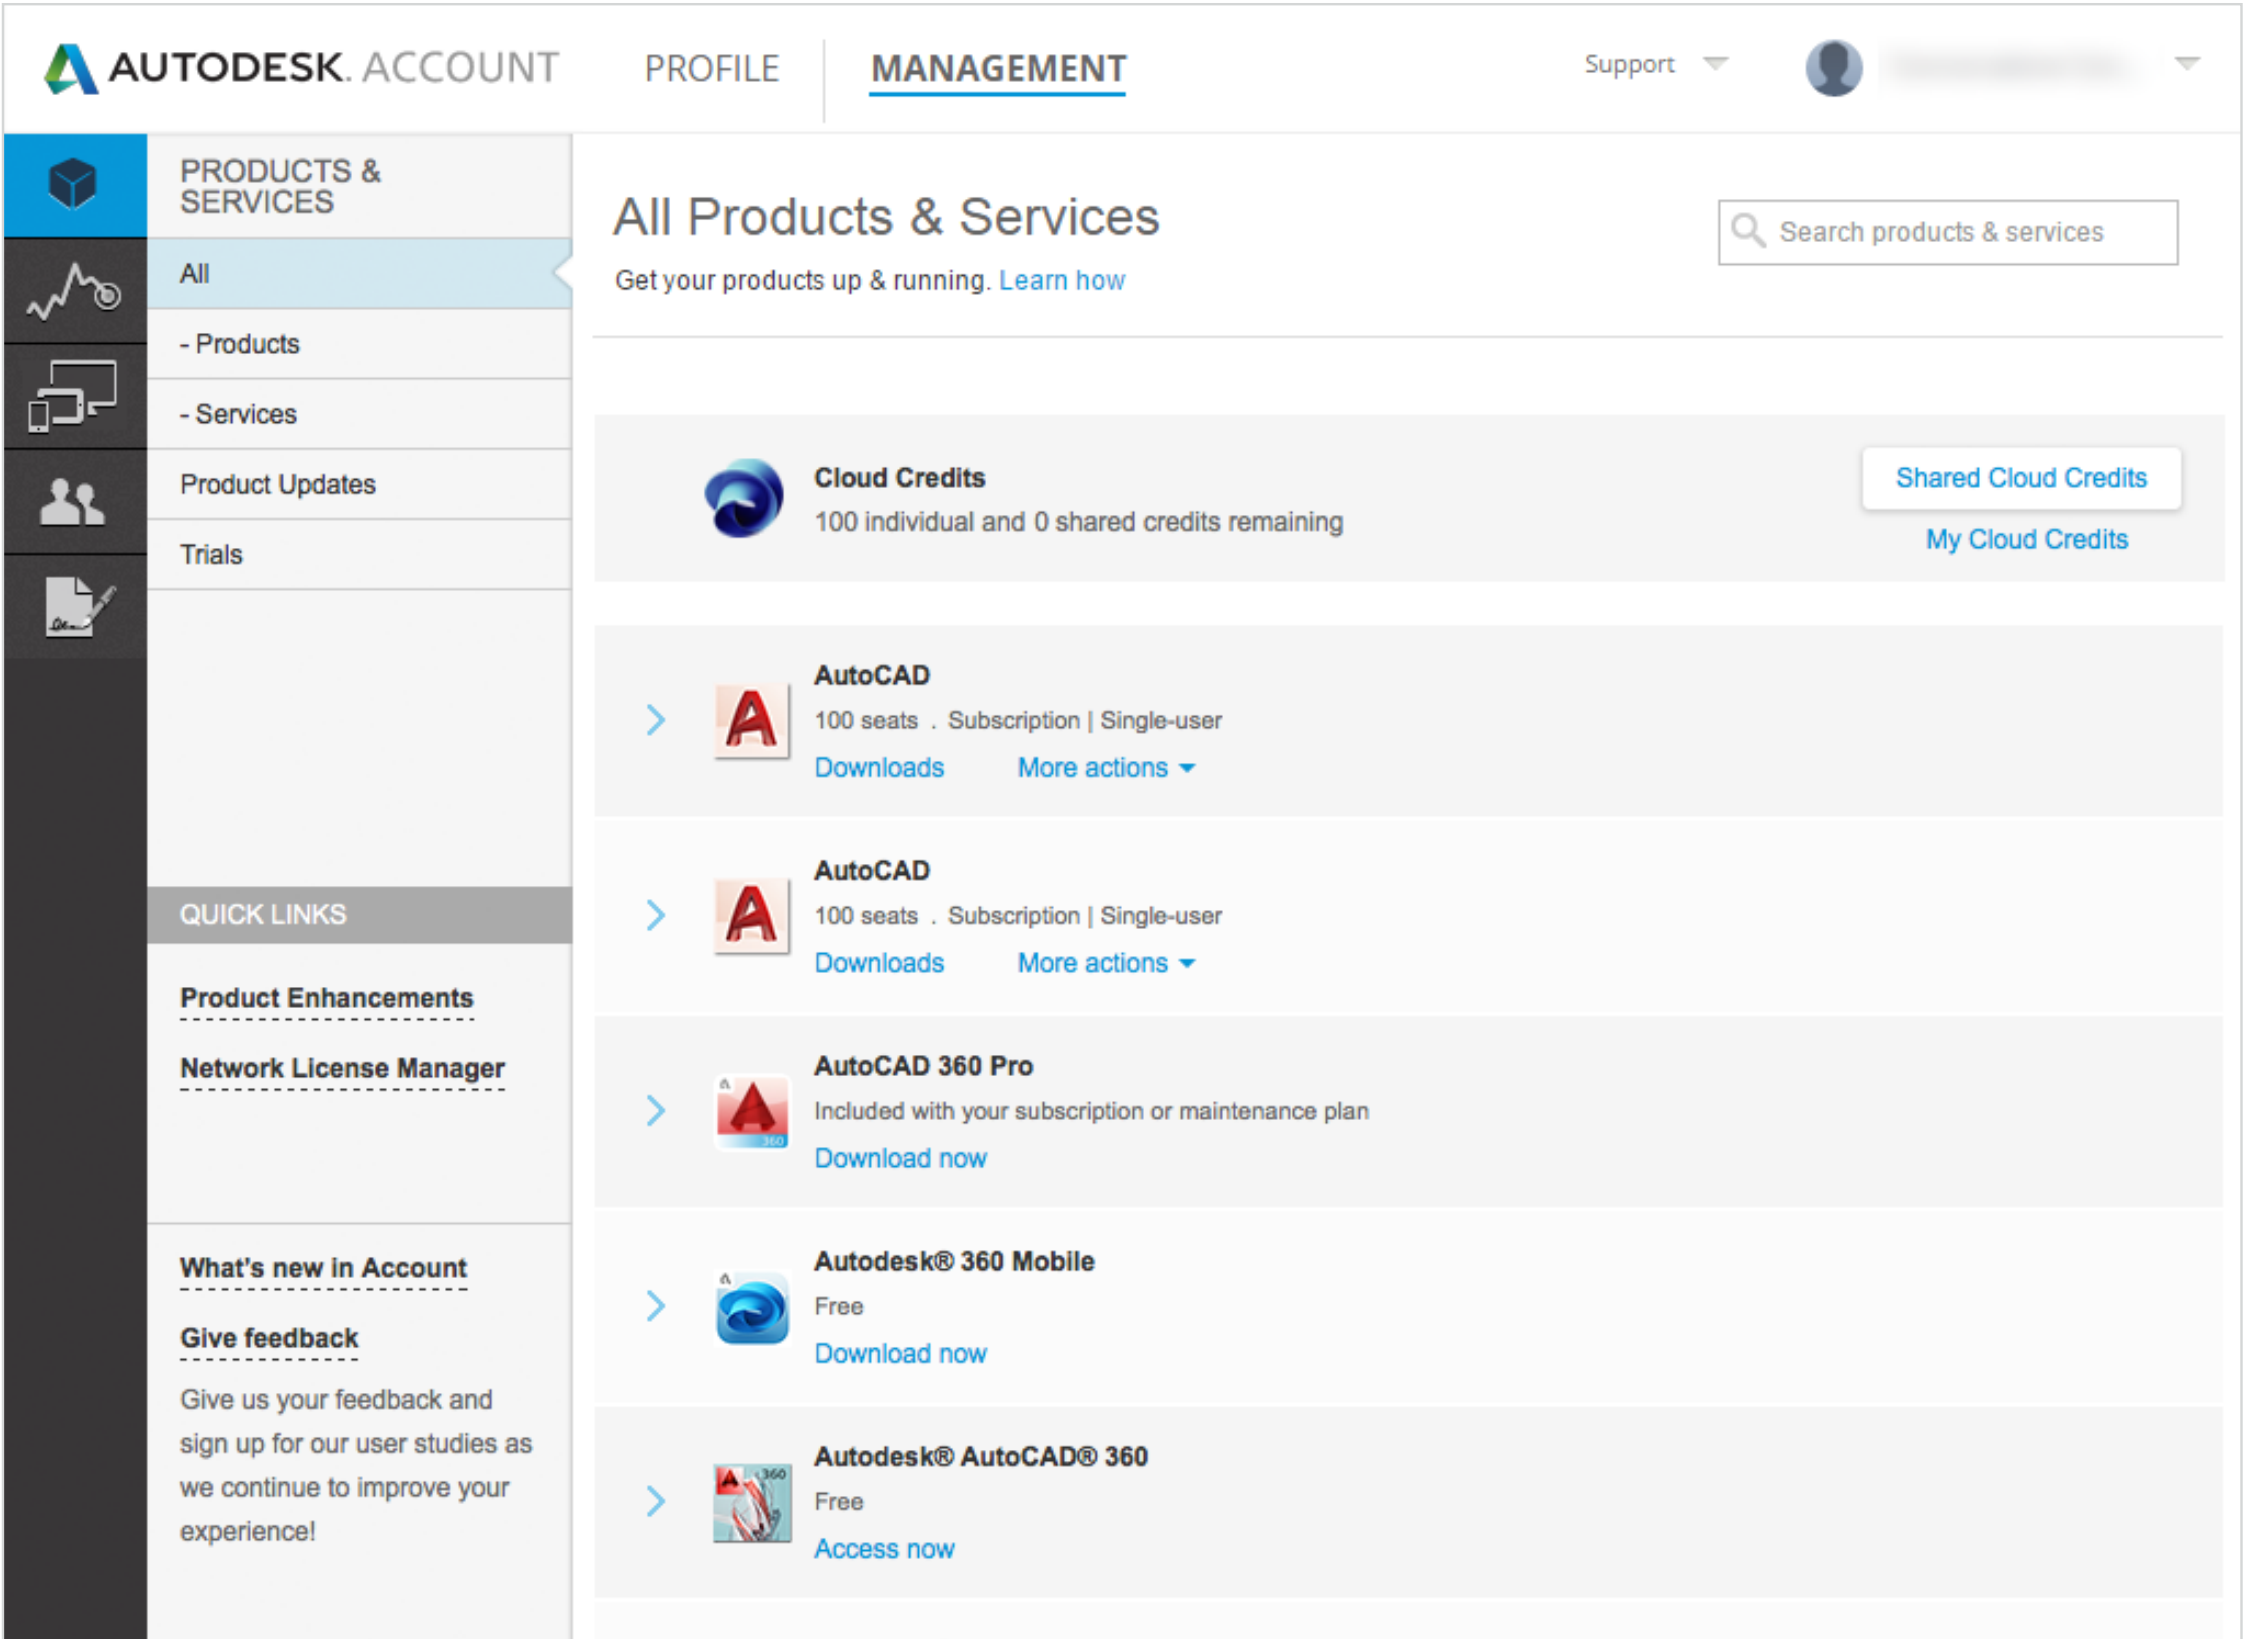 AUTODESK. ACCOUNT
PROFILE
MANAGEMENT
Support
PRODUCTS &
SERVICES
All
- Products
- Services
Product Updates
Trials
QUICK LINKS
Product Enhancements
Network License Manager
What's new in Account
Give feedback
Give us your feedback and
sign up for our user studies as
we continue to improve your
experience!
All Products & Services
Get your products up & running. Learn how
Search products & services
Cloud Credits
100 individual and 0 shared credits remaining
Shared Cloud Credits
My Cloud Credits
AutoCAD
100 seats . Subscription | Single-user
Downloads More actions
AutoCAD
100 seats . Subscription | Single-user
Downloads More actions
360
AutoCAD 360 Pro
Included with your subscription or maintenance plan
Download now
Autodesk® 360 Mobile
Free
Download now
360
Autodesk® AutoCAD® 360
Free
Access now